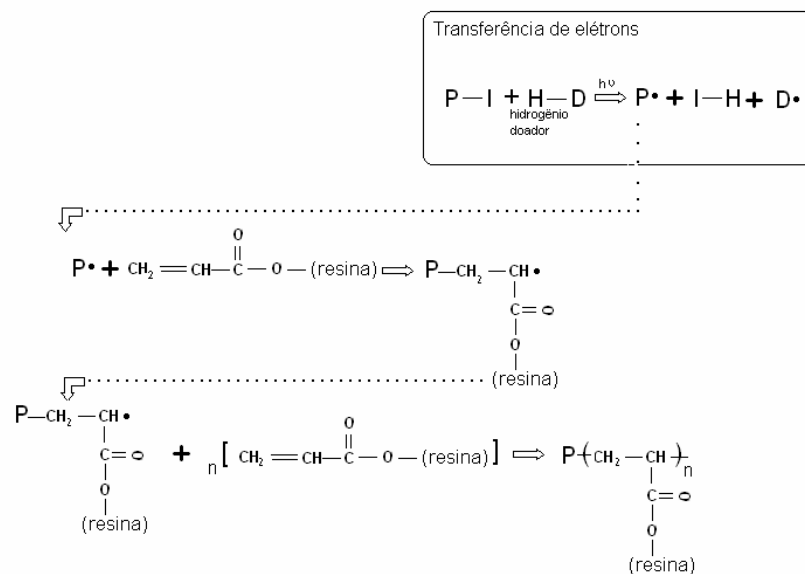 Transferência de elétrons
P—I + H—D ⇒ P• + I—H + D•
hυ
hidrogênio
doador
P• + CH2=CH—C—O—(resina) ⇒ P—CH2—CH•
O
C=O
O
(resina)
P—CH2—CH• + n[ CH2=CH—C—O—(resina)] ⇒ P-(CH2—CH)-n
O
C=O
O
(resina)
C=O
O
(resina)